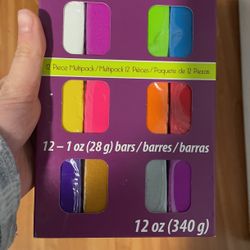 12 Piece Multipack / Multipack 12 Pièces / Paquete de 12 Piezas
12 – 1 oz (28 g) bars / barres / barras
12 oz (340 g)